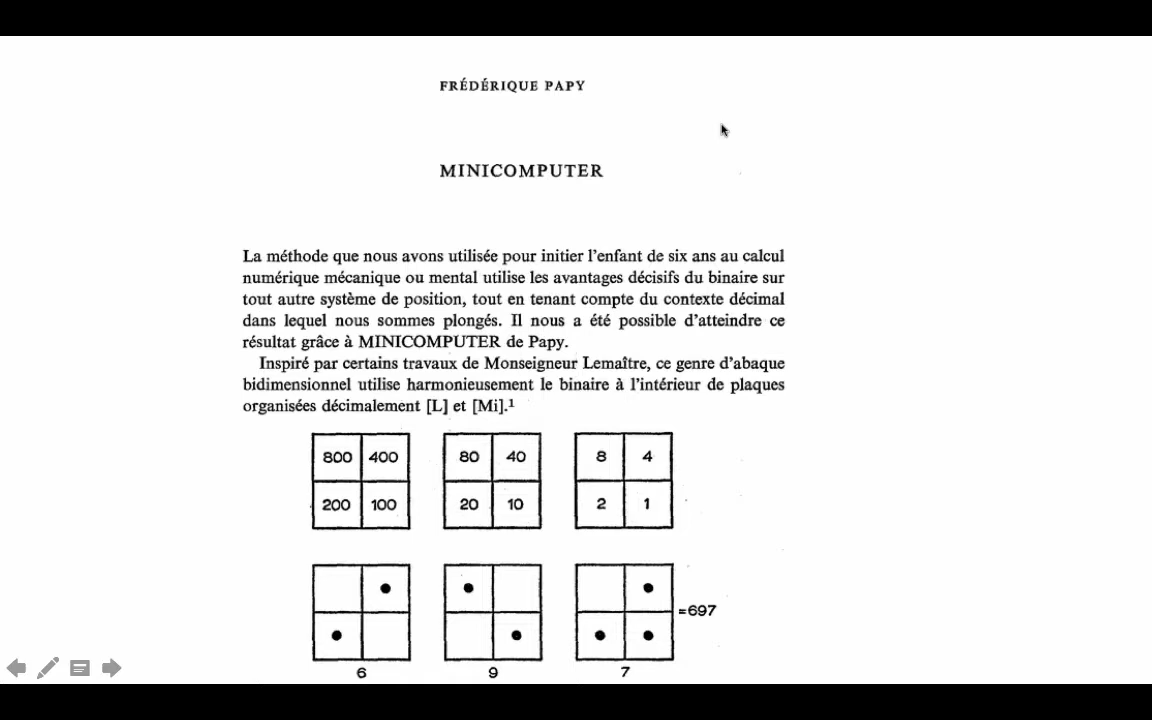 FRÉDÉRIQUE PAPY
MINICOMPUTER
La méthode que nous avons utilisée pour initier l'enfant de six ans au calcul
numérique mécanique ou mental utilise les avantages décisifs du binaire sur
tout autre système de position, tout en tenant compte du contexte décimal
dans lequel nous sommes plongés. Il nous a été possible d'atteindre ce
résultat grâce à MINICOMPUTER de Papy.
Inspiré par certains travaux de Monseigneur Lemaître, ce genre d'abaque
bidimensionnel utilise harmonieusement le binaire à l'intérieur de plaques
organisées décimalement [L] et [Mi].¹
800 400 80 40 8 4
200 100 20 10 2 1
=697
6 9 7